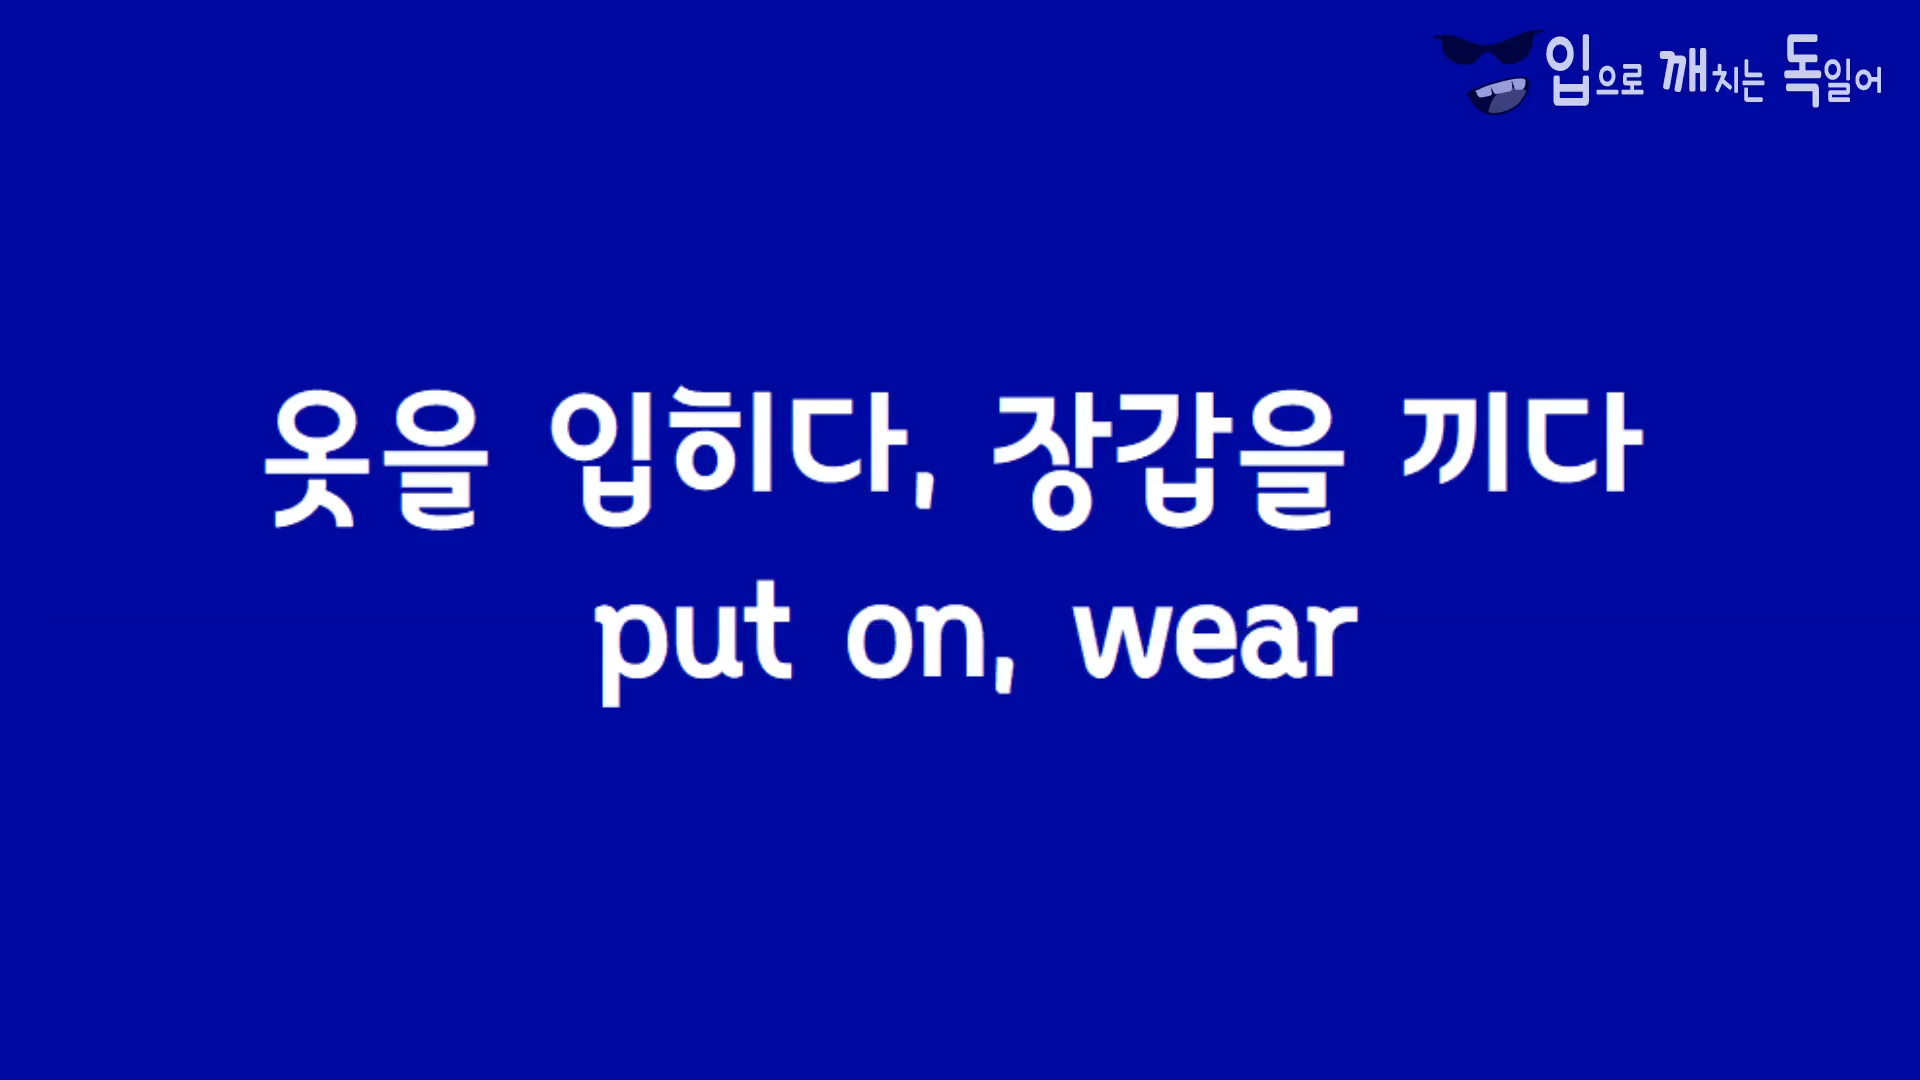 입으로 깨치는 독일어
옷을 입히다, 장갑을 끼다
put on, wear